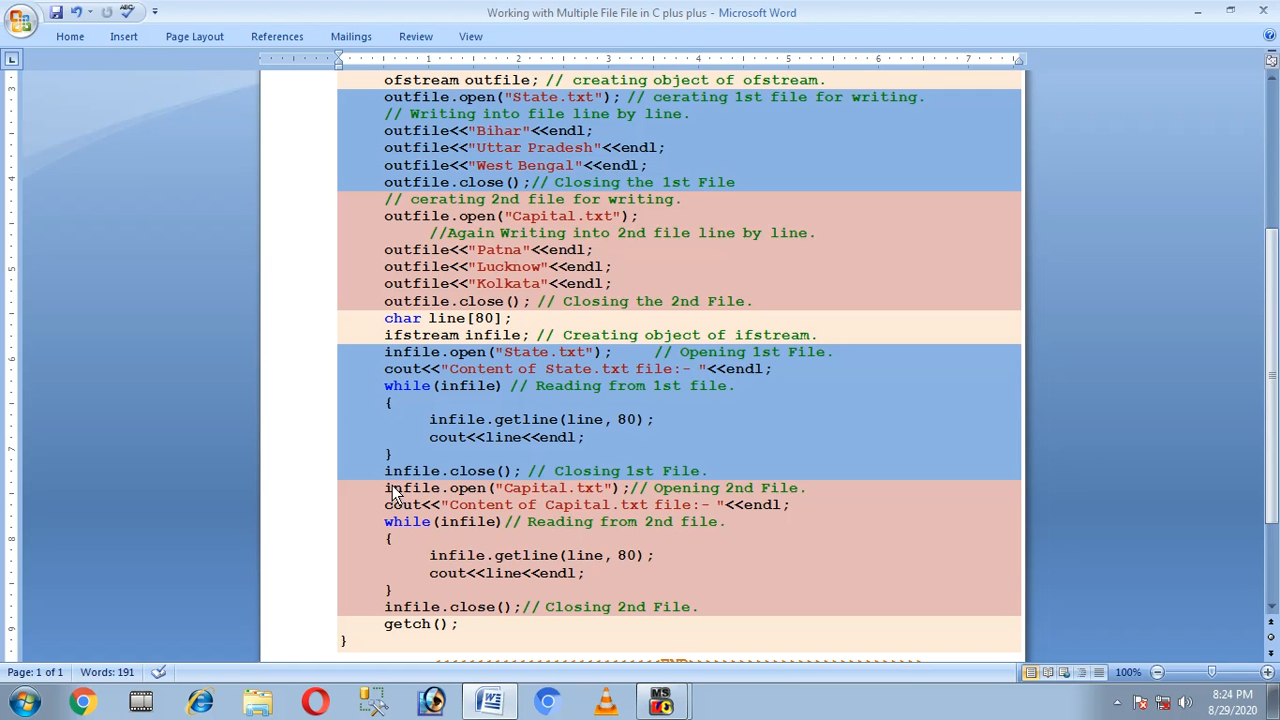 Working with Multiple File File in C plus plus - Microsoft Word
Home Insert Page Layout References Mailings Review View
ofstream outfile; // creating object of ofstream.
outfile.open("State.txt"); // cerating 1st file for writing.
// Writing into file line by line.
outfile<<"Bihar"<<endl;
outfile<<"Uttar Pradesh"<<endl;
outfile<<"West Bengal"<<endl;
outfile.close();// Closing the 1st File
// cerating 2nd file for writing.
outfile.open("Capital.txt");
//Again Writing into 2nd file line by line.
outfile<<"Patna"<<endl;
outfile<<"Lucknow"<<endl;
outfile<<"Kolkata"<<endl;
outfile.close(); // Closing the 2nd File.
char line[80];
ifstream infile; // Creating object of ifstream.
infile.open("State.txt"); // Opening 1st File.
cout<<"Content of State.txt file:- "<<endl;
while(infile) // Reading from 1st file.
{
infile.getline(line, 80);
cout<<line<<endl;
}
infile.close(); // Closing 1st File.
infile.open("Capital.txt");// Opening 2nd File.
cout<<"Content of Capital.txt file:- "<<endl;
while(infile)// Reading from 2nd file.
{
infile.getline(line, 80);
cout<<line<<endl;
}
infile.close();// Closing 2nd File.
getch();
}
Page: 1 of 1 Words: 191 100%
8:24 PM
8/29/2020